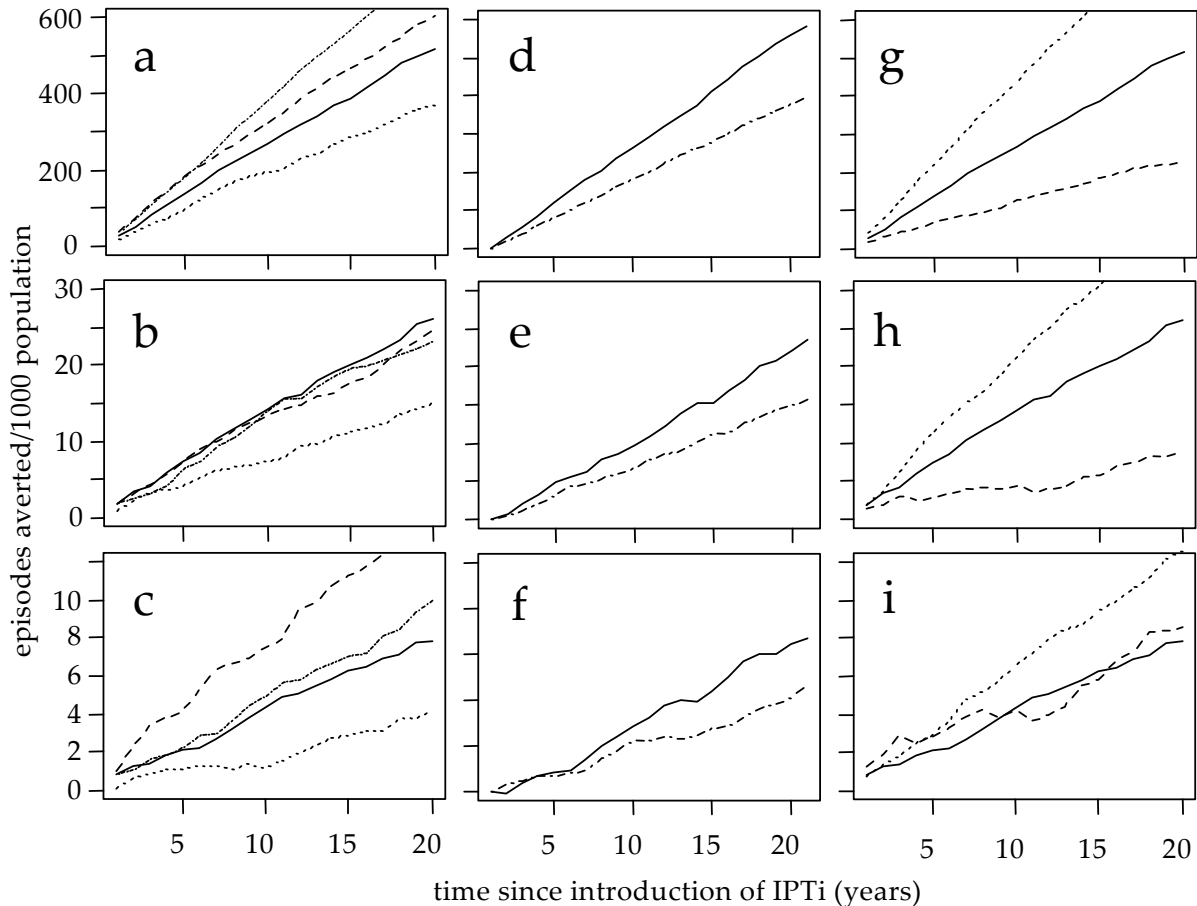 600
400
200
0
a
d
g
30
20
10
0
b
e
h
10
8
6
4
2
0
c
f
i
5 10 15 20
5 10 15 20
5 10 15 20
episodes averted/1000 population
time since introduction of IPTi (years)